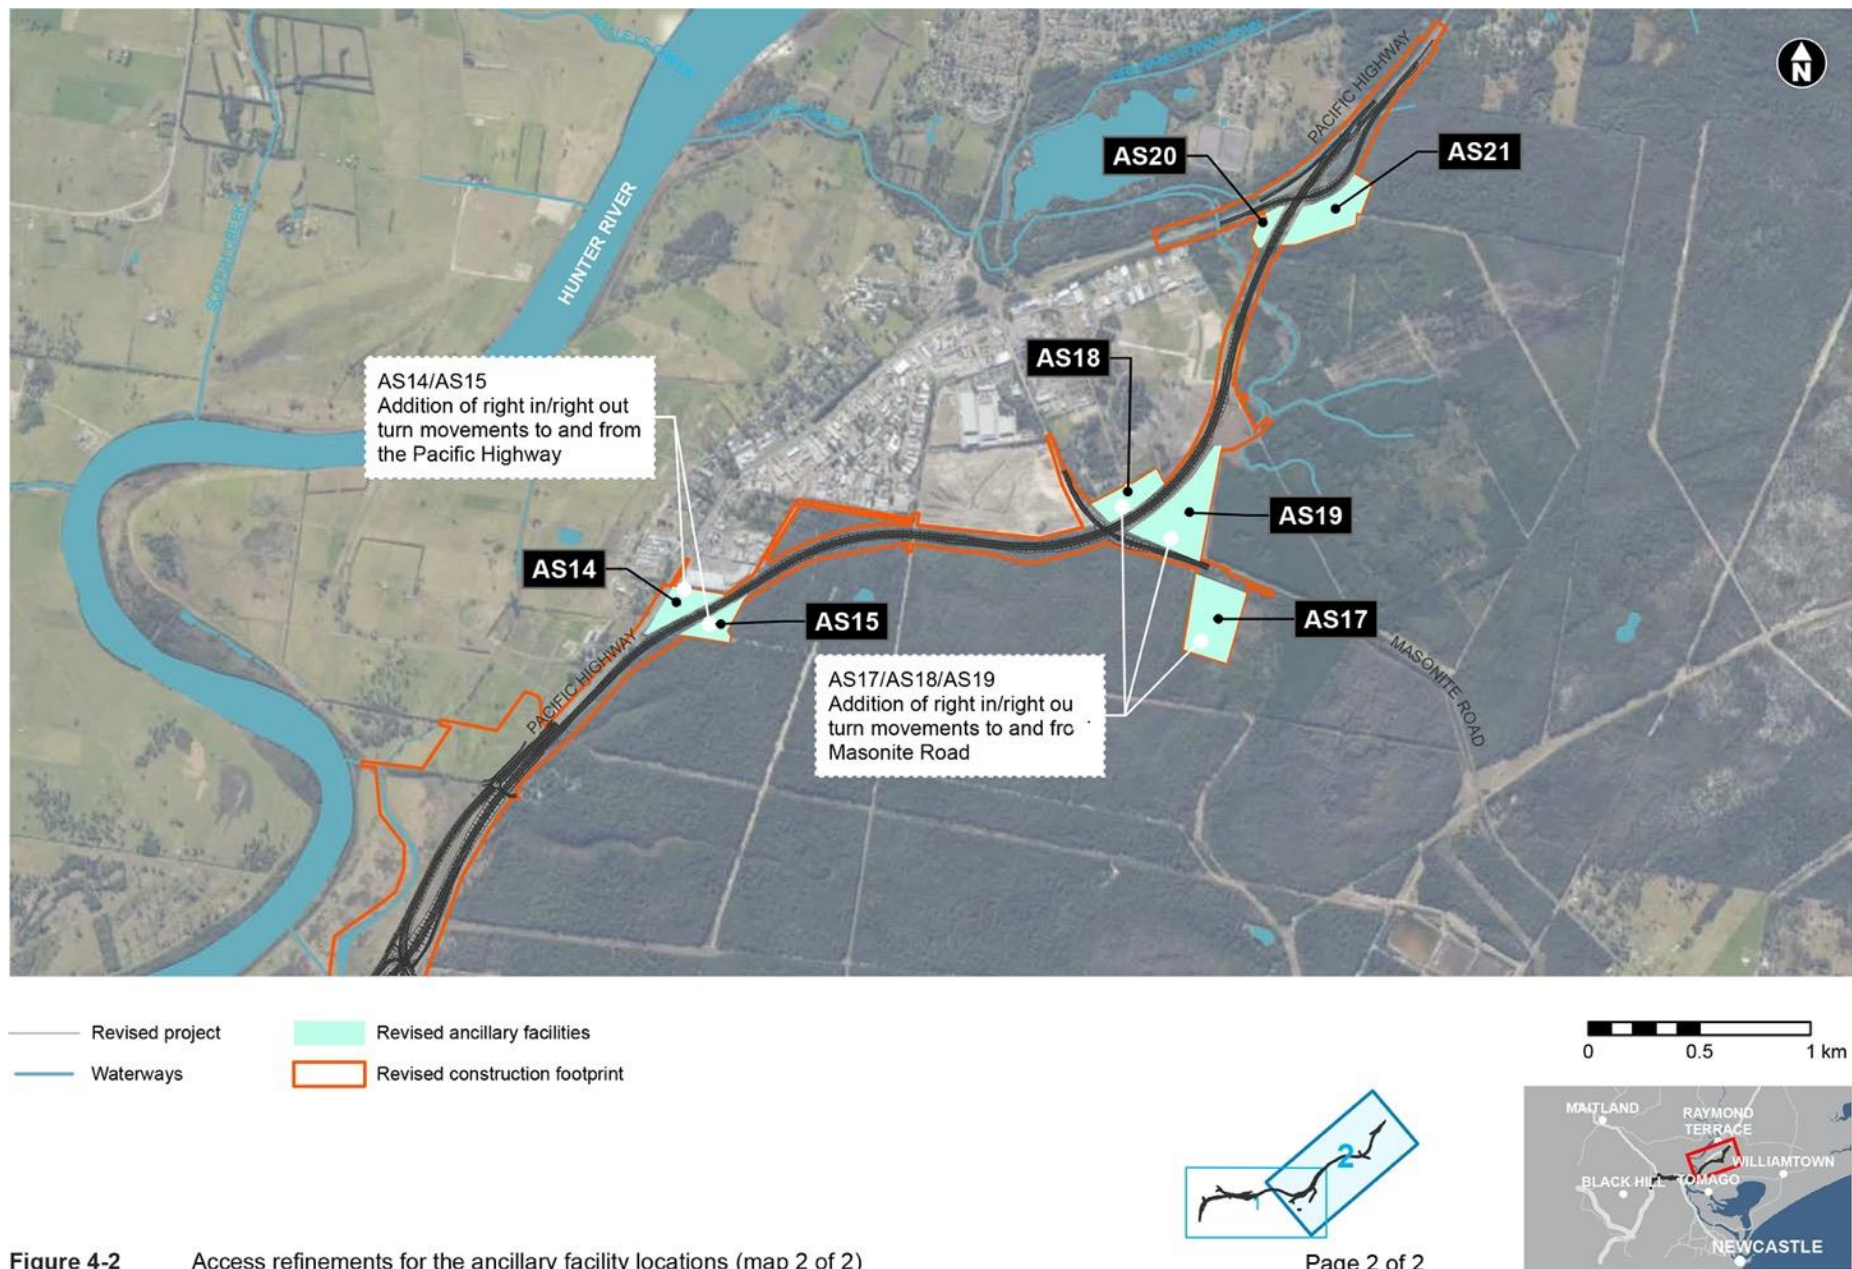 PACIFIC HIGHWAY
N
AS20
AS21
HUNTER RIVER
AS18
AS14/AS15
Addition of right in/right out
turn movements to and from
the Pacific Highway
AS19
AS14
AS15
AS17
PACIFIC HIGHWAY
MASONITE ROAD
AS17/AS18/AS19
Addition of right in/right ou
turn movements to and frc
Masonite Road
Revised project
Revised ancillary facilities
Waterways
Revised construction footprint
0 0.5 1 km
MAITLAND
RAYMOND
TERRACE
WILLIAMTOWN
BLACK HILL
TOMAGO
NEWCASTLE
1
2
Figure 4-2 Access refinements for the ancillary facility locations (map 2 of 2)
Page 2 of 2